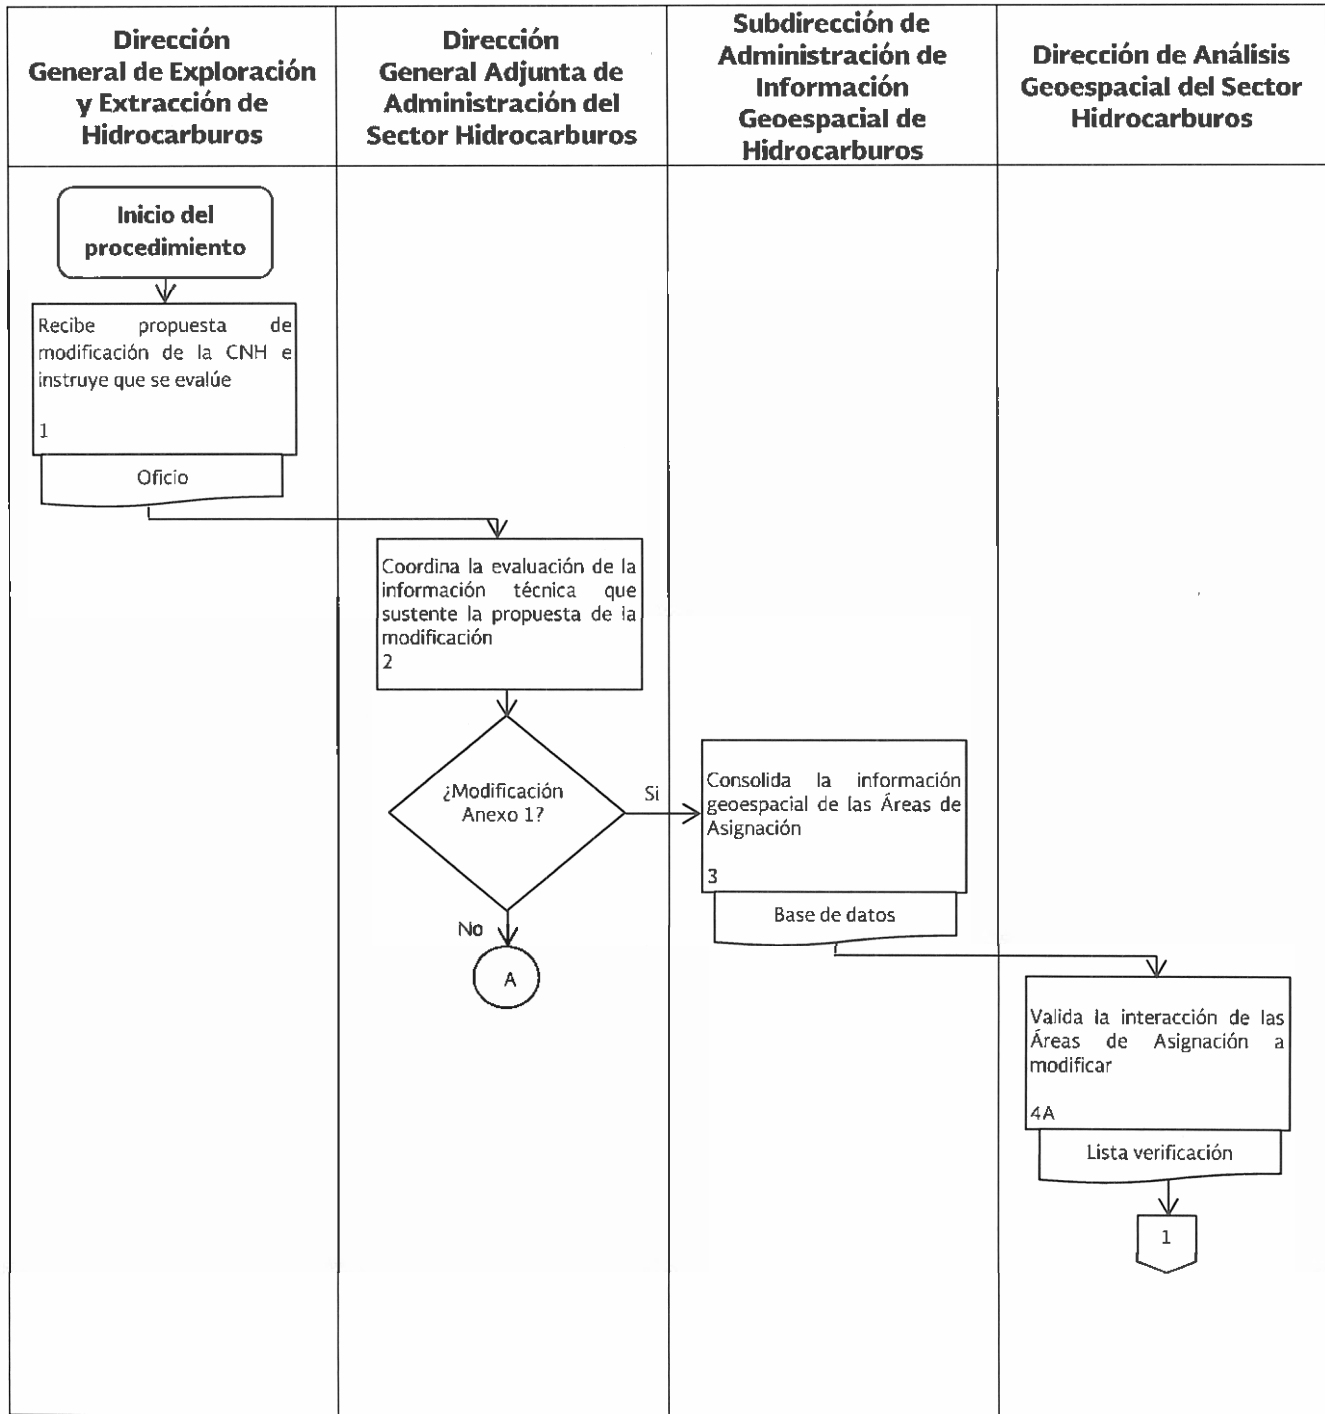 Dirección
General de Exploración
y Extracción de
Hidrocarburos
Dirección
General Adjunta de
Administración del
Sector Hidrocarburos
Subdirección de
Administración de
Información
Geoespacial de
Hidrocarburos
Dirección de Análisis
Geoespacial del Sector
Hidrocarburos
Inicio del
procedimiento
Recibe propuesta de
modificación de la CNH e
instruye que se evalúe
1
Oficio
Coordina la evaluación de la
información técnica que
sustente la propuesta de la
modificación
2
¿Modificación
Anexo 1?
Si
No
A
Consolida la información
geoespacial de las Áreas de
Asignación
3
Base de datos
Valida la interacción de las
Áreas de Asignación a
modificar
4A
Lista verificación
1